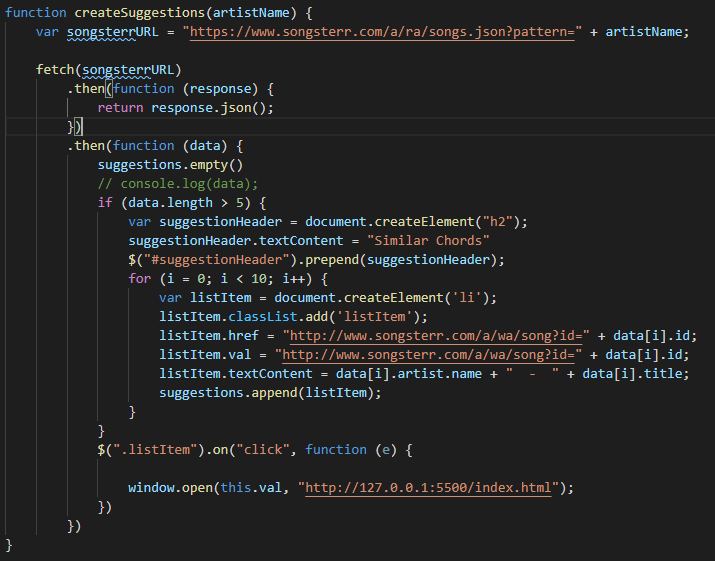 function createSuggestions(artistName) {
    var songsterrURL = "https://www.songsterr.com/a/ra/songs.json?pattern=" + artistName;

    fetch(songsterrURL)
        .then(function (response) {
            return response.json();
        })
        .then(function (data) {
            suggestions.empty()
            // console.log(data);
            if (data.length > 5) {
                var suggestionHeader = document.createElement("h2");
                suggestionHeader.textContent = "Similar Chords"
                $("#suggestionHeader").prepend(suggestionHeader);
                for (i = 0; i < 10; i++) {
                    var listItem = document.createElement('li');
                    listItem.classList.add('listItem');
                    listItem.href = "http://www.songsterr.com/a/wa/song?id=" + data[i].id;
                    listItem.val = "http://www.songsterr.com/a/wa/song?id=" + data[i].id;
                    listItem.textContent = data[i].artist.name + "  -  " + data[i].title;
                    suggestions.append(listItem);
                }
            }
            $(".listItem").on("click", function (e) {

                window.open(this.val, "http://127.0.0.1:5500/index.html");
            })
        })
}